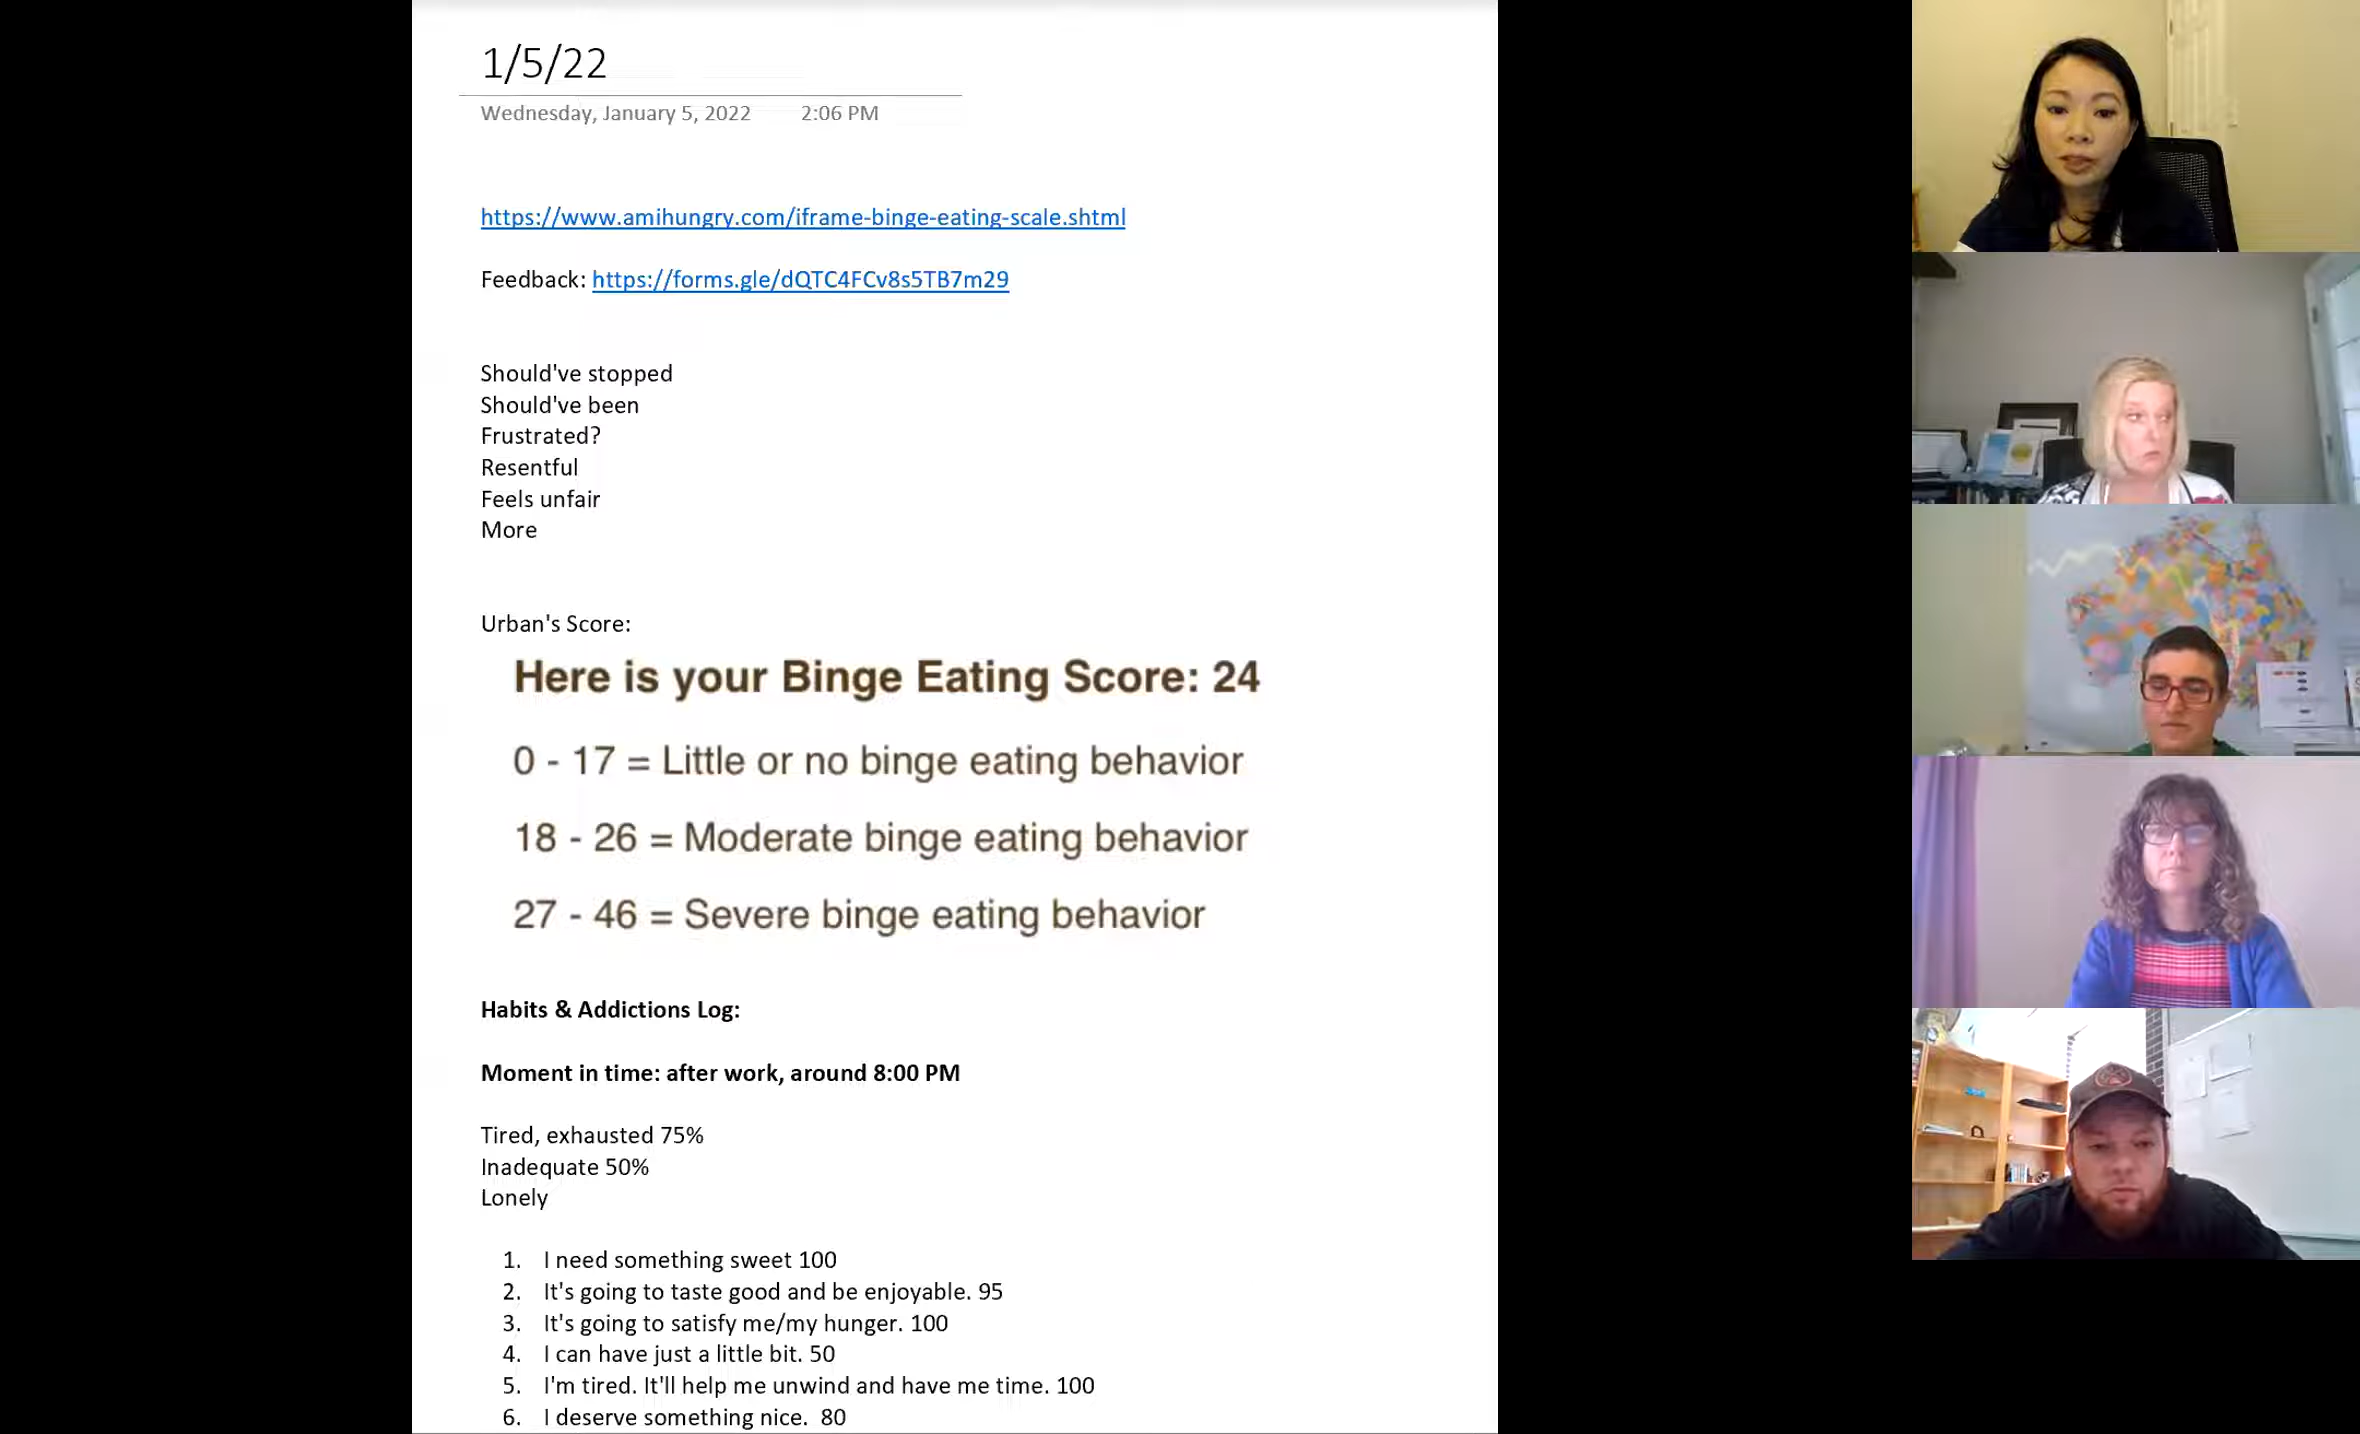 1/5/22
Wednesday, January 5, 2022 2:06 PM
https://www.amihungry.com/iframe-binge-eating-scale.shtml
Feedback: https://forms.gle/dQTC4FCv8s5TB7m29
Should've stopped
Should've been
Frustrated?
Resentful
Feels unfair
More
Urban's Score:
Here is your Binge Eating Score: 24
0 - 17 = Little or no binge eating behavior
18 - 26 = Moderate binge eating behavior
27 - 46 = Severe binge eating behavior
Habits & Addictions Log:
Moment in time: after work, around 8:00 PM
Tired, exhausted 75%
Inadequate 50%
Lonely
1. I need something sweet 100
2. It's going to taste good and be enjoyable. 95
3. It's going to satisfy me/my hunger. 100
4. I can have just a little bit. 50
5. I'm tired. It'll help me unwind and have me time. 100
6. I deserve something nice. 80